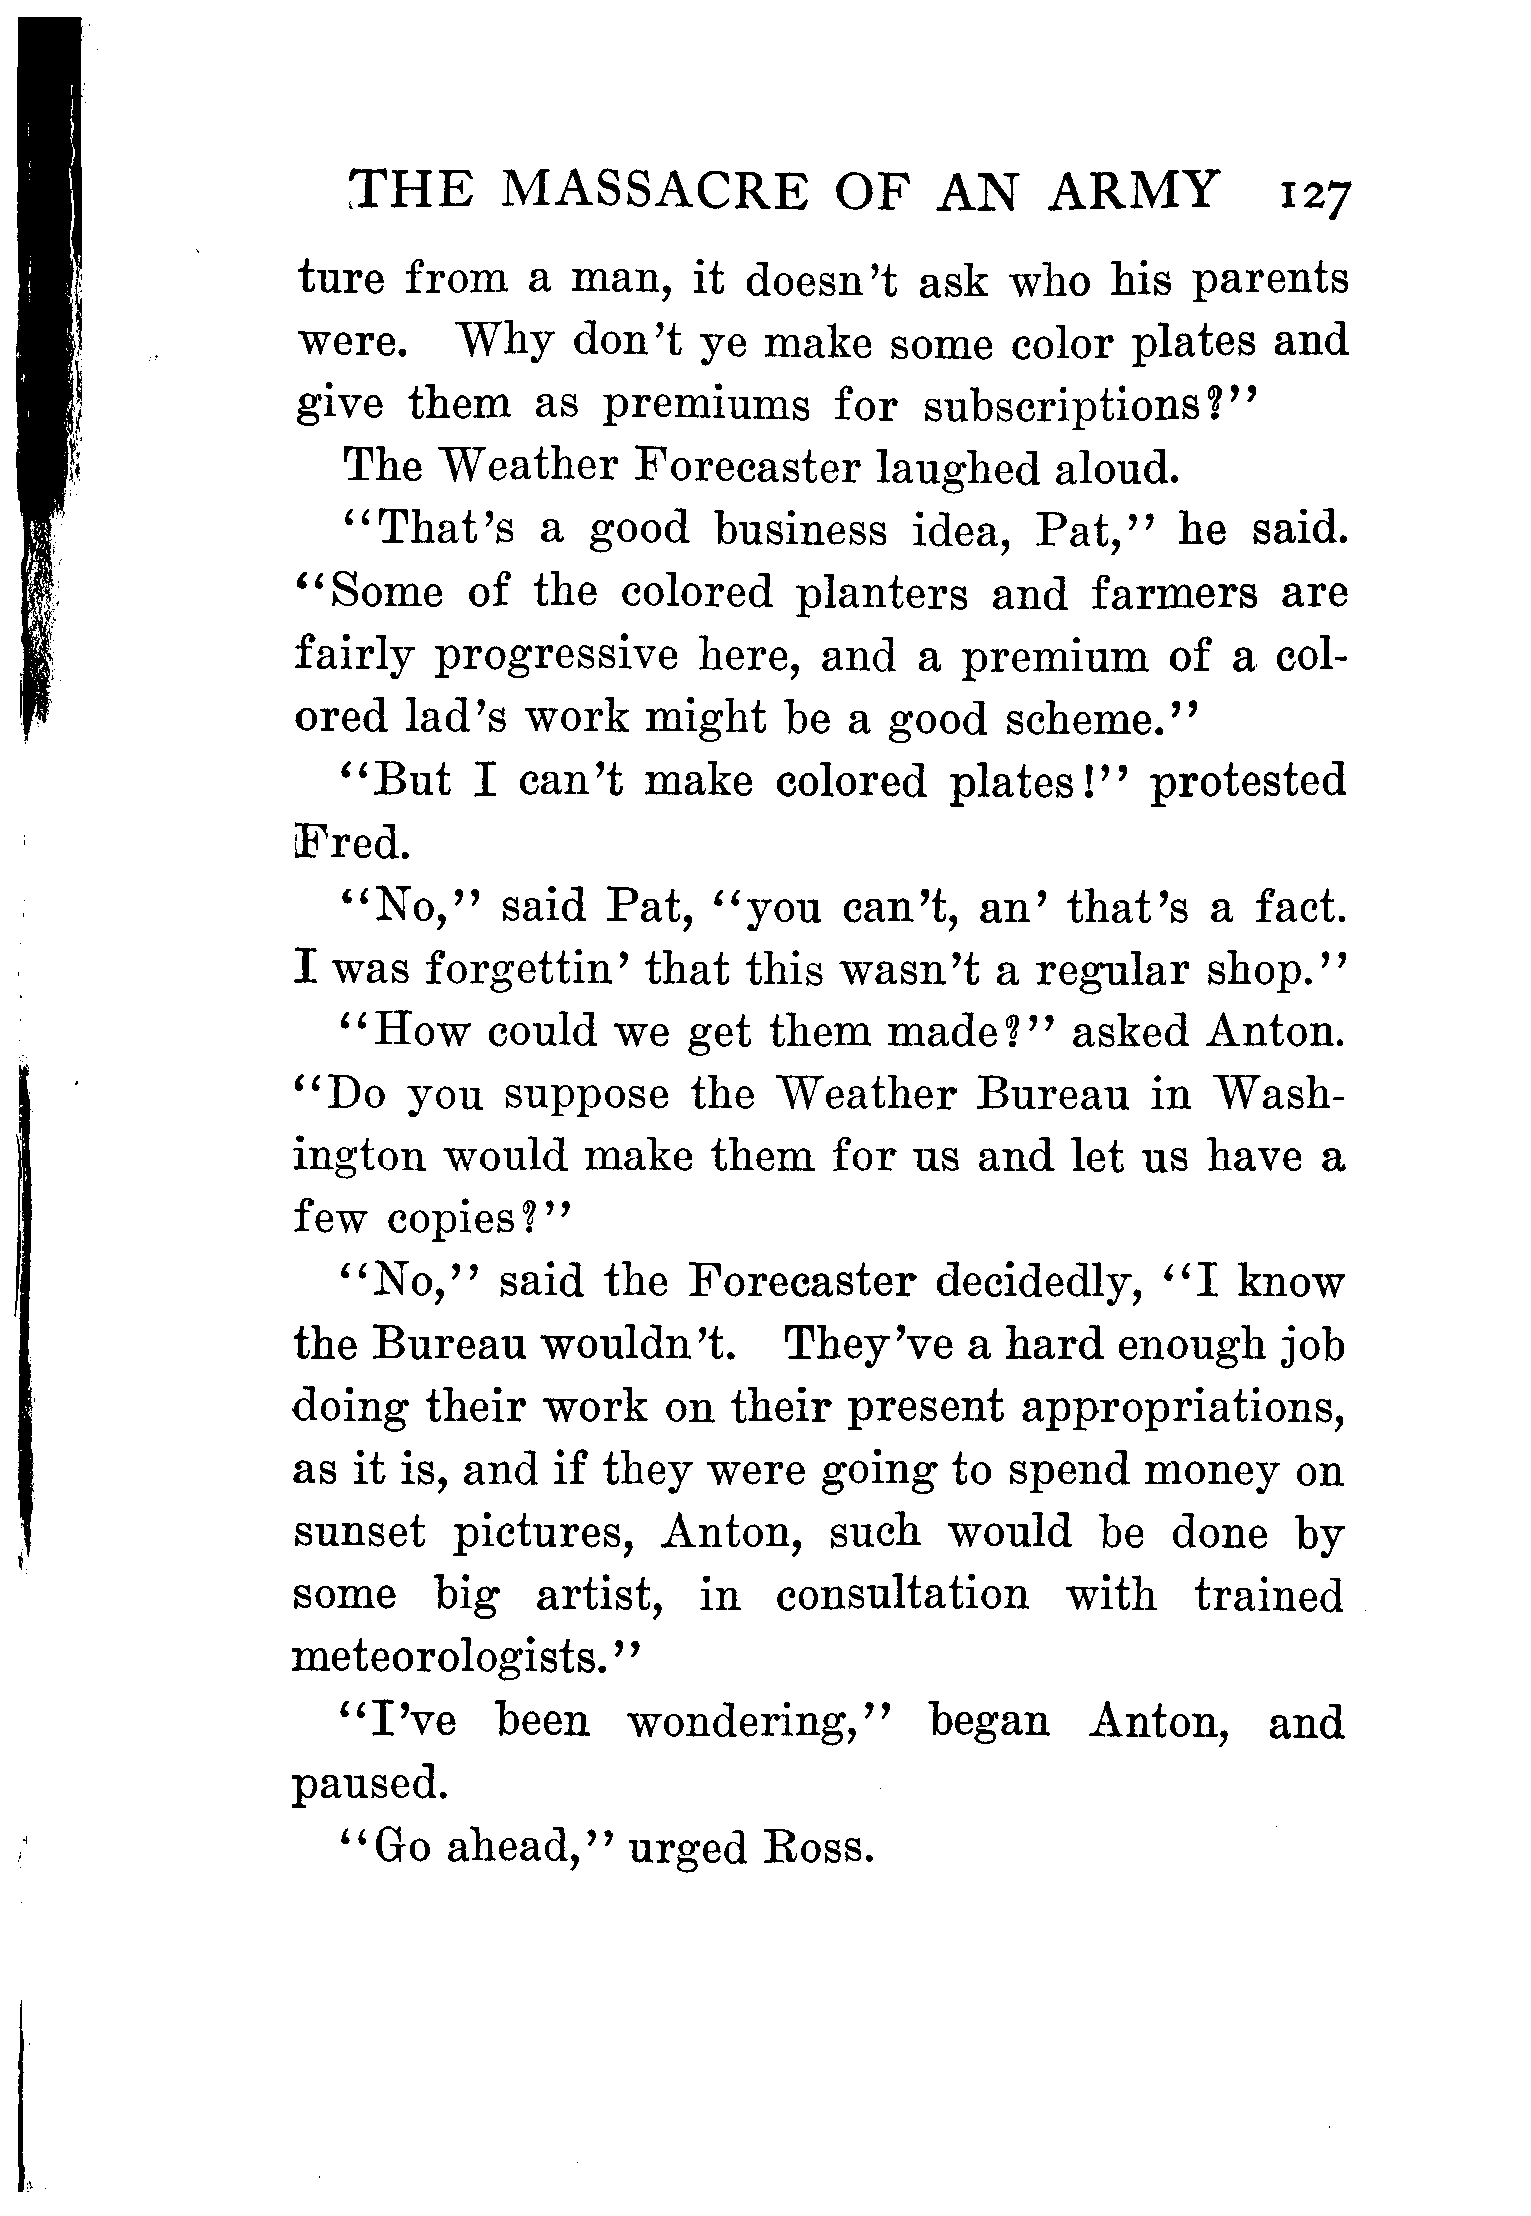 THE MASSACRE OF AN ARMY 127
ture from a man, it doesn't ask who his parents
were. Why don't ye make some color plates and
give them as premiums for subscriptions?"
The Weather Forecaster laughed aloud.
"That's a good business idea, Pat," he said.
"Some of the colored planters and farmers are
fairly progressive here, and a premium of a col-
ored lad's work might be a good scheme."
"But I can't make colored plates!" protested
Fred.
"No," said Pat, "you can't, an' that's a fact.
I was forgettin' that this wasn't a regular shop."
"How could we get them made?" asked Anton.
"Do you suppose the Weather Bureau in Wash-
ington would make them for us and let us have a
few copies?"
"No," said the Forecaster decidedly, "I know
the Bureau wouldn't. They've a hard enough job
doing their work on their present appropriations,
as it is, and if they were going to spend money on
sunset pictures, Anton, such would be done by
some big artist, in consultation with trained
meteorologists."
"I've been wondering," began Anton, and
paused.
"Go ahead," urged Ross.